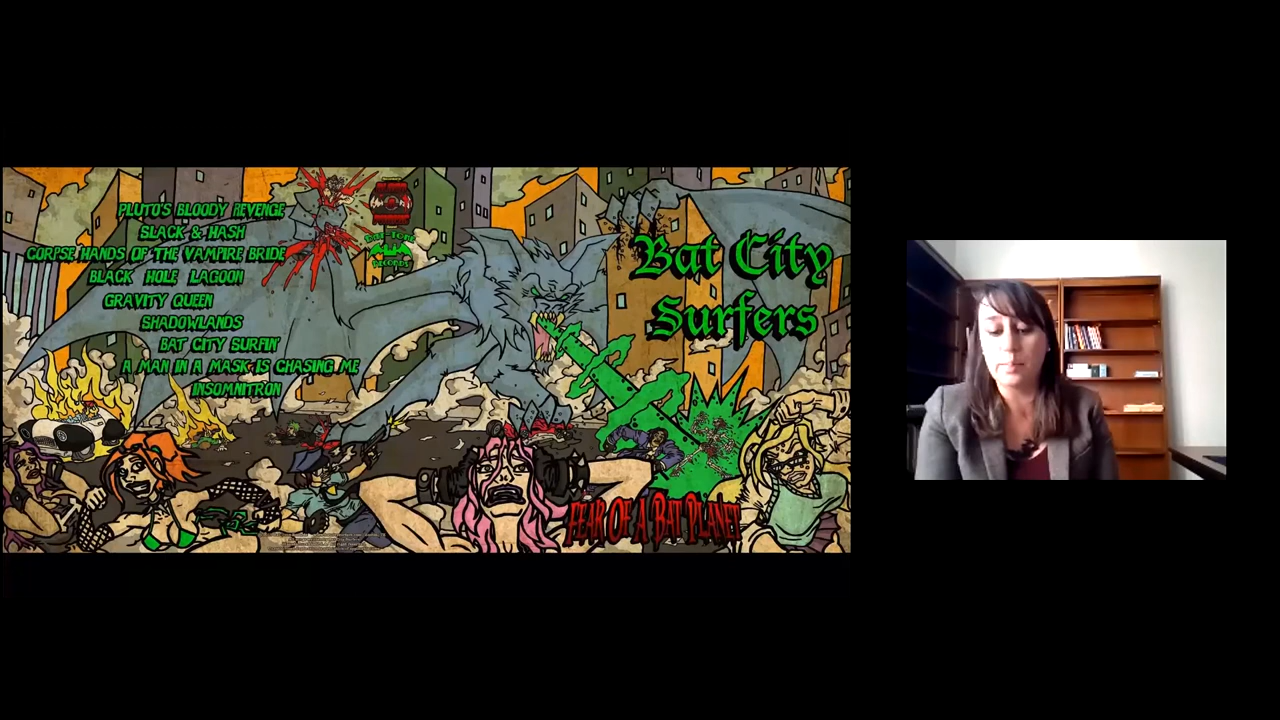 PLUTO'S BLOODY REVENGE
SLACK & HASH
CORPSE HANDS OF THE VAMPIRE BRIDE
BLACK HOLE LAGOON
GRAVITY QUEEN
SHADOWLANDS
BAT CITY SURFIN'
A MAN IN A MASK IS CHASING ME
INSOMNITRON
RECORDS
Bat City
Surfers
FEAR OF A BAT PLANET